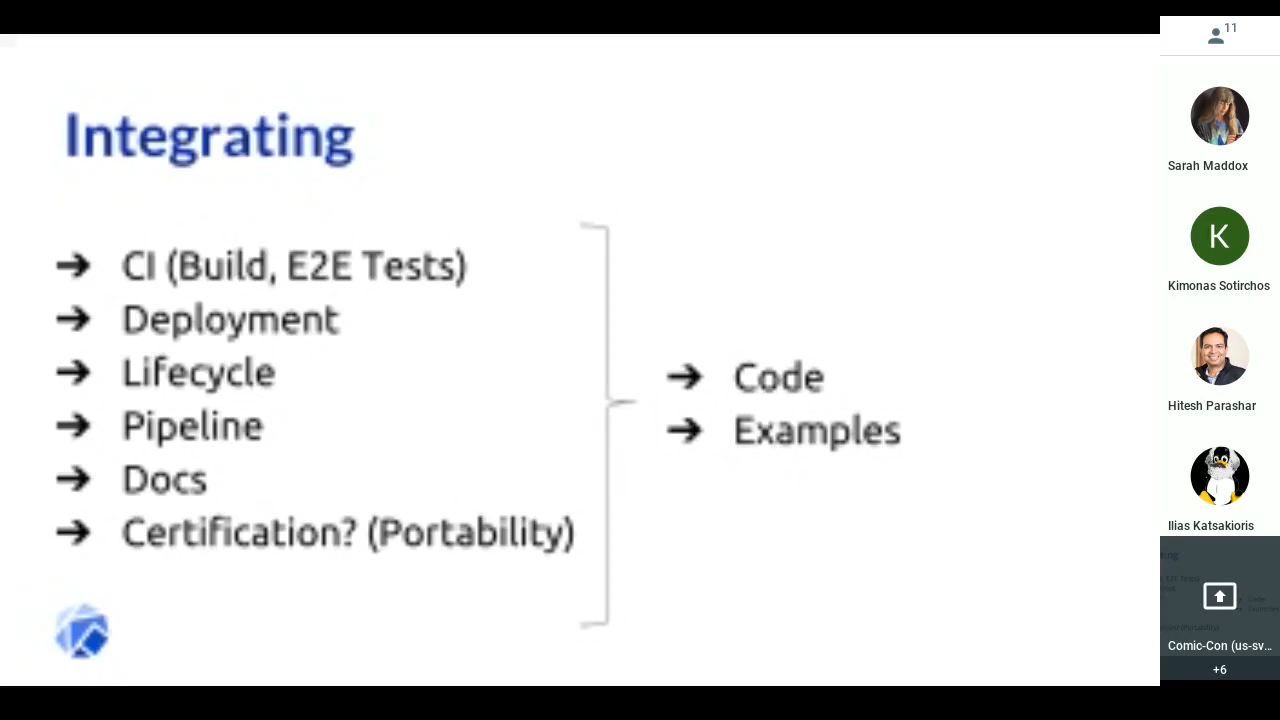 Integrating
➔ CI (Build, E2E Tests)
➔ Deployment
➔ Lifecycle
➔ Pipeline
➔ Docs
➔ Certification? (Portability)
➔ Code
➔ Examples
11
Sarah Maddox
K
Kimonas Sotirchos
Hitesh Parashar
Ilias Katsakioris
Comic-Con (us-sv...
+6